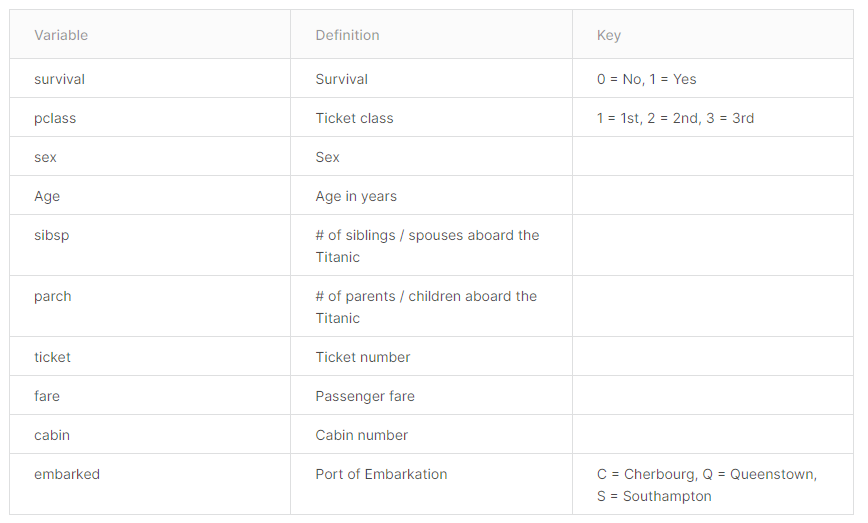 Variable Definition Key
survival Survival 0 = No, 1 = Yes
pclass Ticket class 1 = 1st, 2 = 2nd, 3 = 3rd
sex Sex
Age Age in years
sibsp # of siblings / spouses aboard the
Titanic
parch # of parents / children aboard the
Titanic
ticket Ticket number
fare Passenger fare
cabin Cabin number
embarked Port of Embarkation C = Cherbourg, Q = Queenstown,
S = Southampton